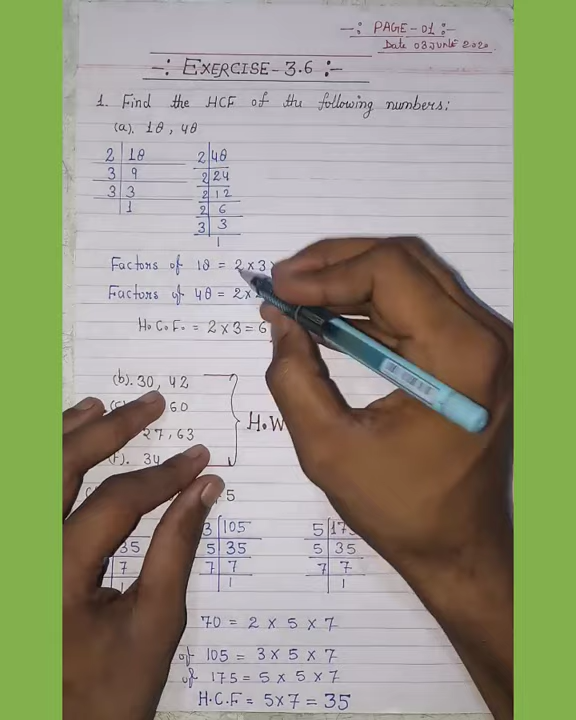 -: PAGE-01:-
Date 03 JUNE 2020
-: EXERCISE-3.6 :-
1. Find the HCF of the following numbers:
(a). 18, 48
2 | 18
3 | 9
3 | 3
1
2 | 48
2 | 24
2 | 12
2 | 6
3 | 3
1
Factors of 18 = 2 × 3 ×
Factors of 48 = 2 ×
H.C.F. = 2 × 3 = 6
(b). 30, 42
60
27, 63
(f). 34
H.W
5
35
7
1
3 | 105
5 | 35
7 | 7
1
5 | 175
5 | 35
7 | 7
1
70 = 2 × 5 × 7
of 105 = 3 × 5 × 7
of 175 = 5 × 5 × 7
H.C.F = 5×7 = 35